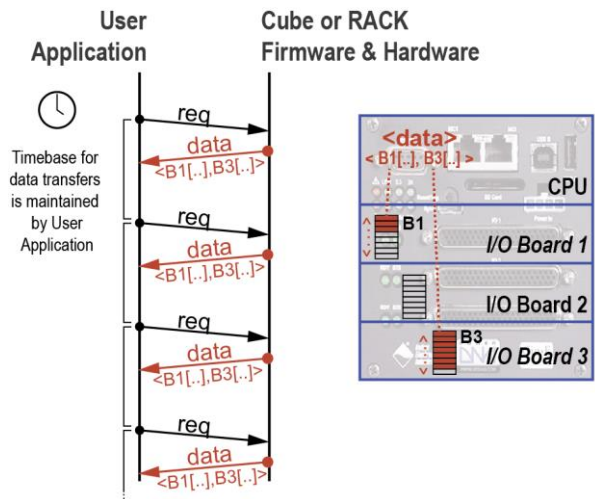 User Application
Cube or RACK
Firmware & Hardware
Timebase for
data transfers
is maintained
by User
Application
req
data
<B1[..],B3[..]>
req
data
<B1[..],B3[..]>
req
data
<B1[..],B3[..]>
req
data
<B1[..],B3[..]>
<data>
< B1[..], B3[..] >
CPU
B1
I/O Board 1
I/O Board 2
B3
I/O Board 3